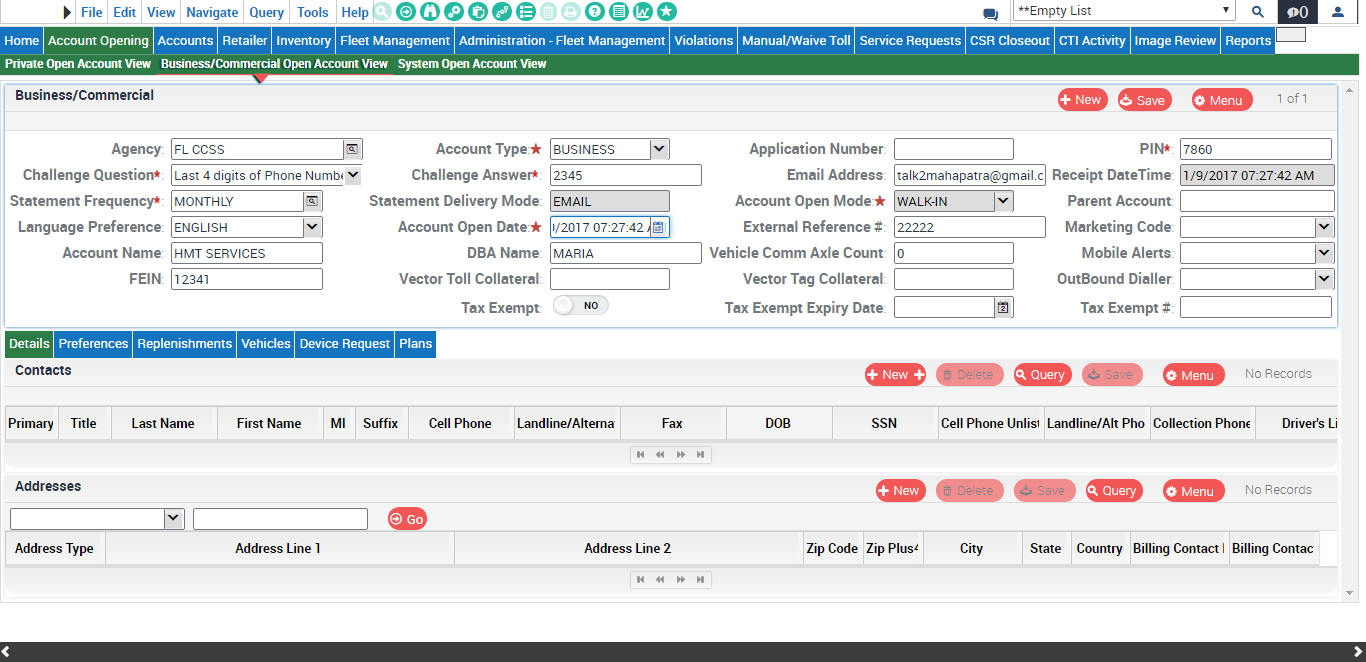 File Edit View Navigate Query Tools Help **Empty List 0
Home Account Opening Accounts Retailer Inventory Fleet Management Administration - Fleet Management Violations Manual/Waive Toll Service Requests CSR Closeout CTI Activity Image Review Reports
Private Open Account View Business/Commercial Open Account View System Open Account View
Business/Commercial New Save Menu 1 of 1
Agency: FL CCSS Account Type:★ BUSINESS Application Number: PIN★: 7860
Challenge Question★: Last 4 digits of Phone Numbe Challenge Answer★: 2345 Email Address: talk2mahapatra@gmail.c Receipt DateTime: 1/9/2017 07:27:42 AM
Statement Frequency★: MONTHLY Statement Delivery Mode: EMAIL Account Open Mode:★ WALK-IN Parent Account:
Language Preference: ENGLISH Account Open Date:★ /2017 07:27:42 External Reference #: 22222 Marketing Code:
Account Name: HMT SERVICES DBA Name: MARIA Vehicle Comm Axle Count: 0 Mobile Alerts:
FEIN: 12341 Vector Toll Collateral: Vector Tag Collateral: OutBound Dialler:
Tax Exempt: NO Tax Exempt Expiry Date: Tax Exempt #:
Details Preferences Replenishments Vehicles Device Request Plans
Contacts New Delete Query Save Menu No Records
Primary Title Last Name First Name MI Suffix Cell Phone Landline/Alterna Fax DOB SSN Cell Phone Unlist Landline/Alt Pho Collection Phone Driver's Li
Addresses New Delete Save Query Menu No Records
Go
Address Type Address Line 1 Address Line 2 Zip Code Zip Plus4 City State Country Billing Contact Billing Contac